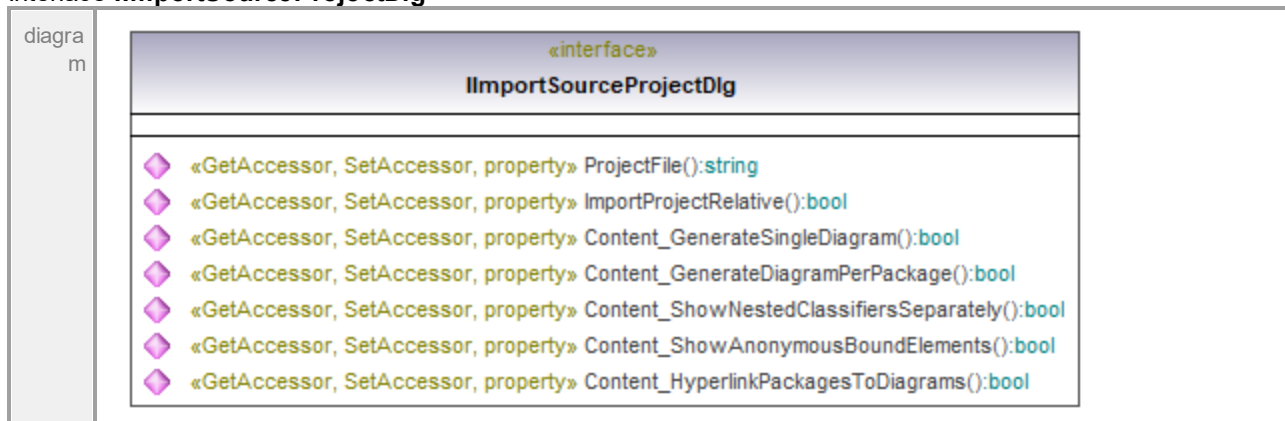 interface IImportSourceProjectDlg
diagra
m
«interface»
IImportSourceProjectDlg
«GetAccessor, SetAccessor, property» ProjectFile():string
«GetAccessor, SetAccessor, property» ImportProjectRelative():bool
«GetAccessor, SetAccessor, property» Content_GenerateSingleDiagram():bool
«GetAccessor, SetAccessor, property» Content_GenerateDiagramPerPackage():bool
«GetAccessor, SetAccessor, property» Content_ShowNestedClassifiersSeparately():bool
«GetAccessor, SetAccessor, property» Content_ShowAnonymousBoundElements():bool
«GetAccessor, SetAccessor, property» Content_HyperlinkPackagesToDiagrams():bool